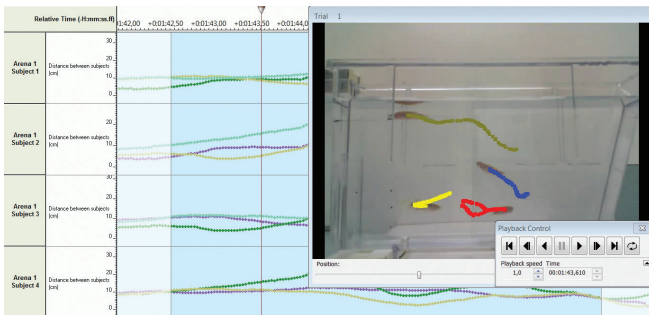 Relative Time (-H:mm:ss.ff)
1:42,00 +0:01:42,50 +0:01:43,00 +0:01:43,50 +0:01:44,0
Arena 1
Subject 1
Distance between subjects
[cm]
30
20
10
0
Arena 1
Subject 2
Distance between subjects
[cm]
20
10
0
Arena 1
Subject 3
Distance between subjects
[cm]
30
20
10
0
Arena 1
Subject 4
Distance between subjects
[cm]
30
20
10
0
Trial 1
Position:
Playback Control
Playback speed Time
1,0 00:01:43,610